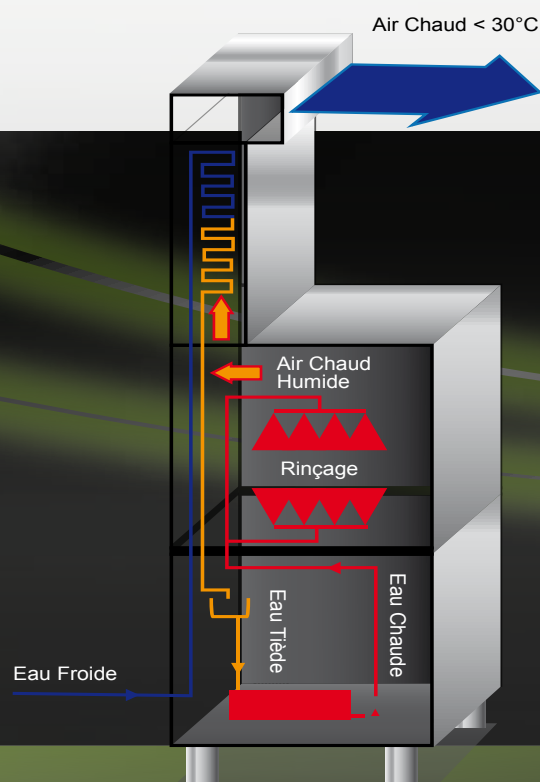 Air Chaud < 30°C
Air Chaud
Humide
Rinçage
Eau Tiède
Eau Chaude
Eau Froide